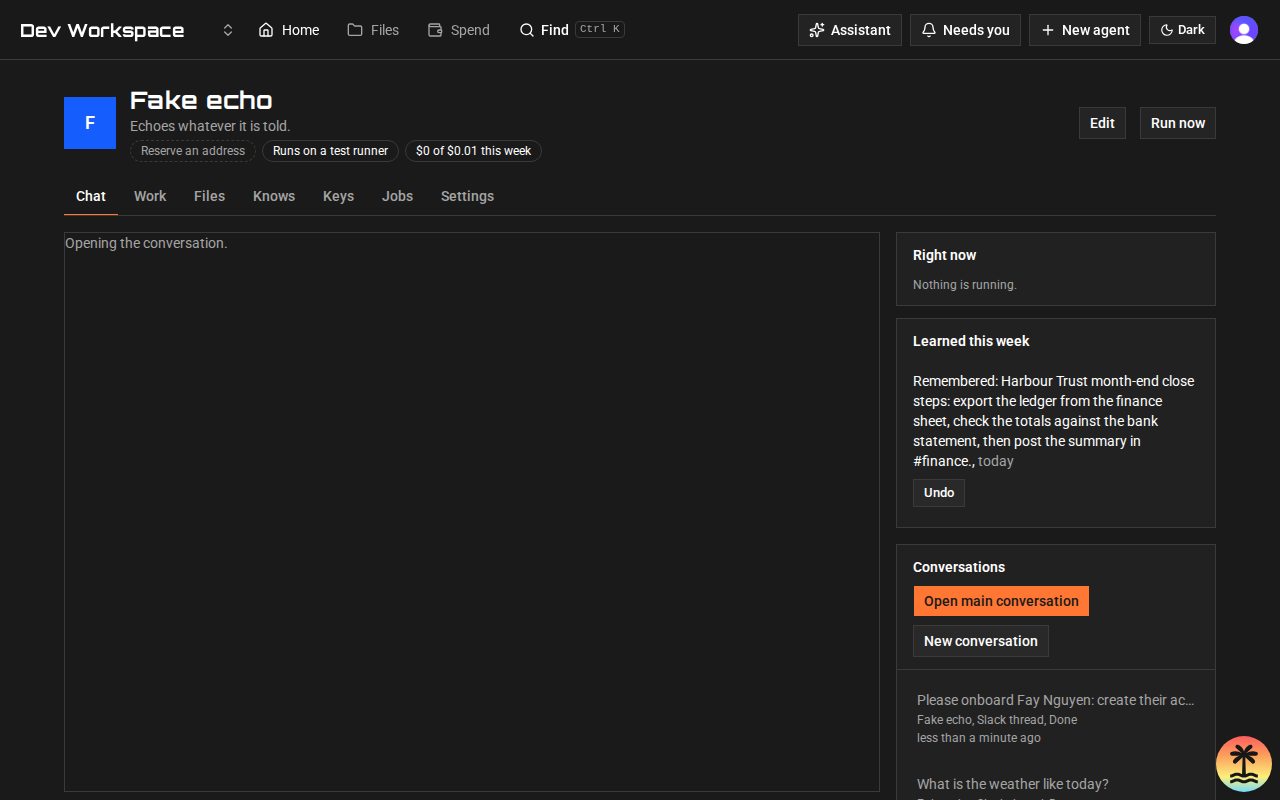 Dev Workspace
Home
Files
Spend
Find
Ctrl K
Assistant
Needs you
New agent
Dark
F
Fake echo
Echoes whatever it is told.
Reserve an address
Runs on a test runner
$0 of $0.01 this week
Edit
Run now
Chat
Work
Files
Knows
Keys
Jobs
Settings
Opening the conversation.
Right now
Nothing is running.
Learned this week
Remembered: Harbour Trust month-end close
steps: export the ledger from the finance
sheet, check the totals against the bank
statement, then post the summary in
#finance., today
Undo
Conversations
Open main conversation
New conversation
Please onboard Fay Nguyen: create their ac...
Fake echo, Slack thread, Done
less than a minute ago
What is the weather like today?